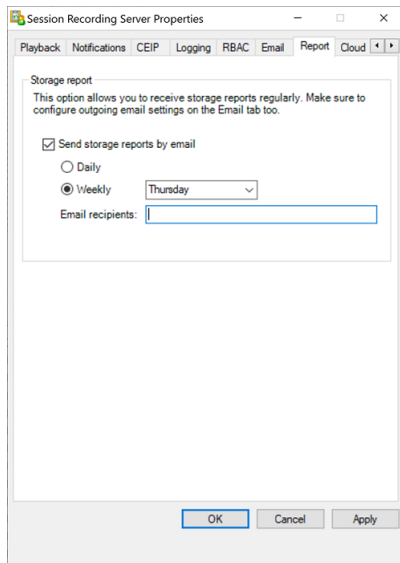 Session Recording Server Properties
Playback Notifications CEIP Logging RBAC Email Report Cloud
Storage report
This option allows you to receive storage reports regularly. Make sure to
configure outgoing email settings on the Email tab too.
Send storage reports by email
Daily
Weekly Thursday
Email recipients:
OK Cancel Apply